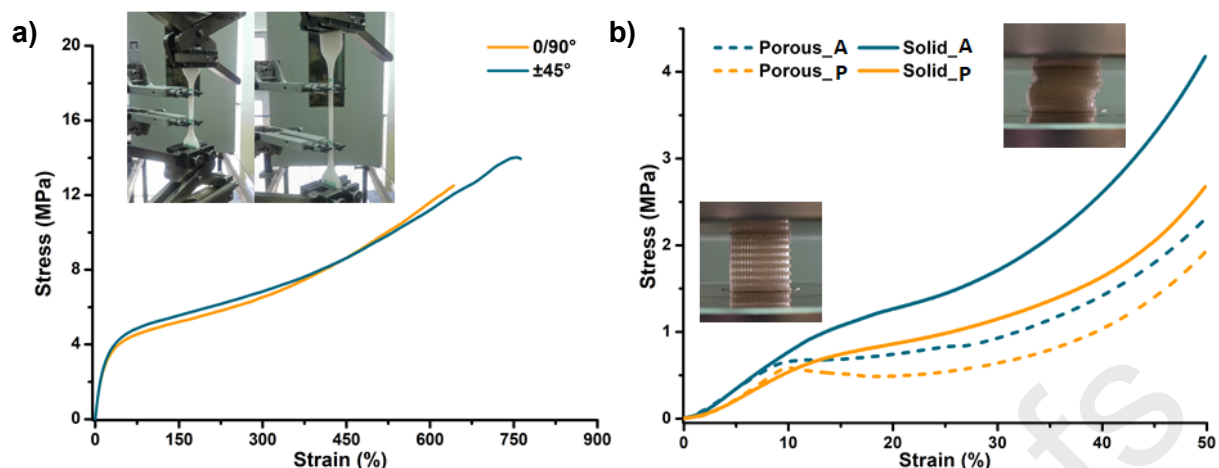 a)
20
16
12
8
4
0
Stress (MPa)
0/90°
±45°
0 150 300 450 600 750 900
Strain (%)
b)
Porous_A Solid_A
Porous_P Solid_P
4
3
2
1
0
Stress (MPa)
0 10 20 30 40 50
Strain (%)
fs